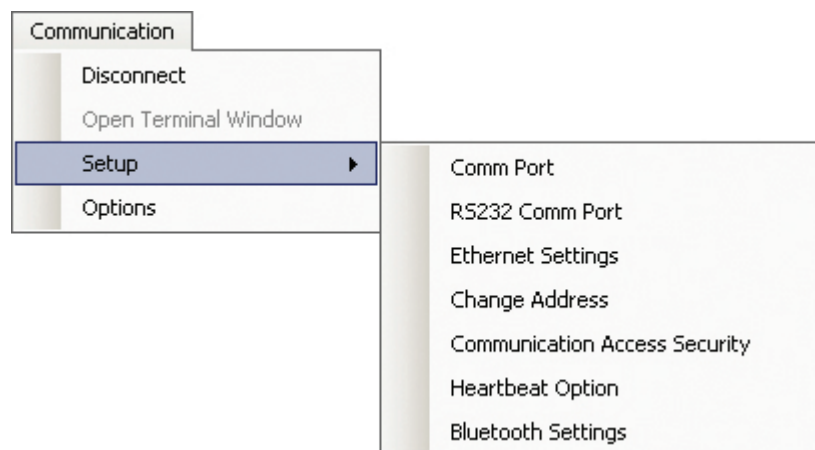 Communication
Disconnect
Open Terminal Window
Setup
Options
Comm Port
RS232 Comm Port
Ethernet Settings
Change Address
Communication Access Security
Heartbeat Option
Bluetooth Settings